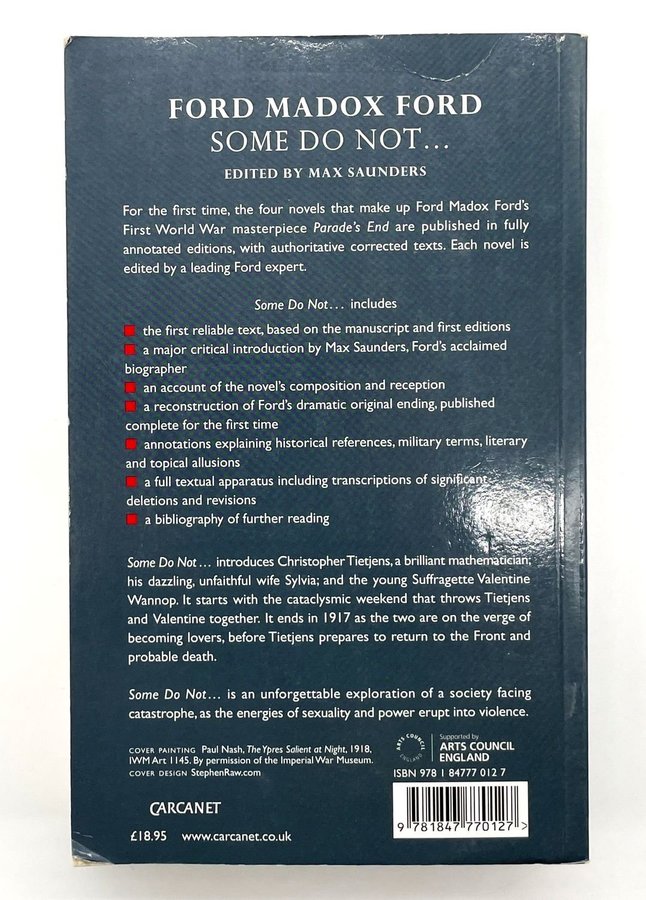 FORD MADOX FORD
SOME DO NOT...
EDITED BY MAX SAUNDERS
For the first time, the four novels that make up Ford Madox Ford's
First World War masterpiece Parade's End are published in fully
annotated editions, with authoritative corrected texts. Each novel is
edited by a leading Ford expert.
Some Do Not... includes
the first reliable text, based on the manuscript and first editions
a major critical introduction by Max Saunders, Ford's acclaimed
biographer
an account of the novel's composition and reception
a reconstruction of Ford's dramatic original ending, published
complete for the first time
annotations explaining historical references, military terms, literary
and topical allusions
a full textual apparatus including transcriptions of significant
deletions and revisions
a bibliography of further reading
Some Do Not... introduces Christopher Tietjens, a brilliant mathematician;
his dazzling, unfaithful wife Sylvia; and the young Suffragette Valentine
Wannop. It starts with the cataclysmic weekend that throws Tietjens
and Valentine together. It ends in 1917 as the two are on the verge of
becoming lovers, before Tietjens prepares to return to the Front and
probable death.
Some Do Not... is an unforgettable exploration of a society facing
catastrophe, as the energies of sexuality and power erupt into violence.
COVER PAINTING Paul Nash, The Ypres Salient at Night, 1918,
IWM Art 1145. By permission of the Imperial War Museum.
COVER DESIGN StephenRaw.com
CARCANET
£18.95 www.carcanet.co.uk
ARTS COUNCIL
ENGLAND
Supported by
ARTS COUNCIL
ENGLAND
ISBN 978 1 84777 012 7
9 781847 770127 >